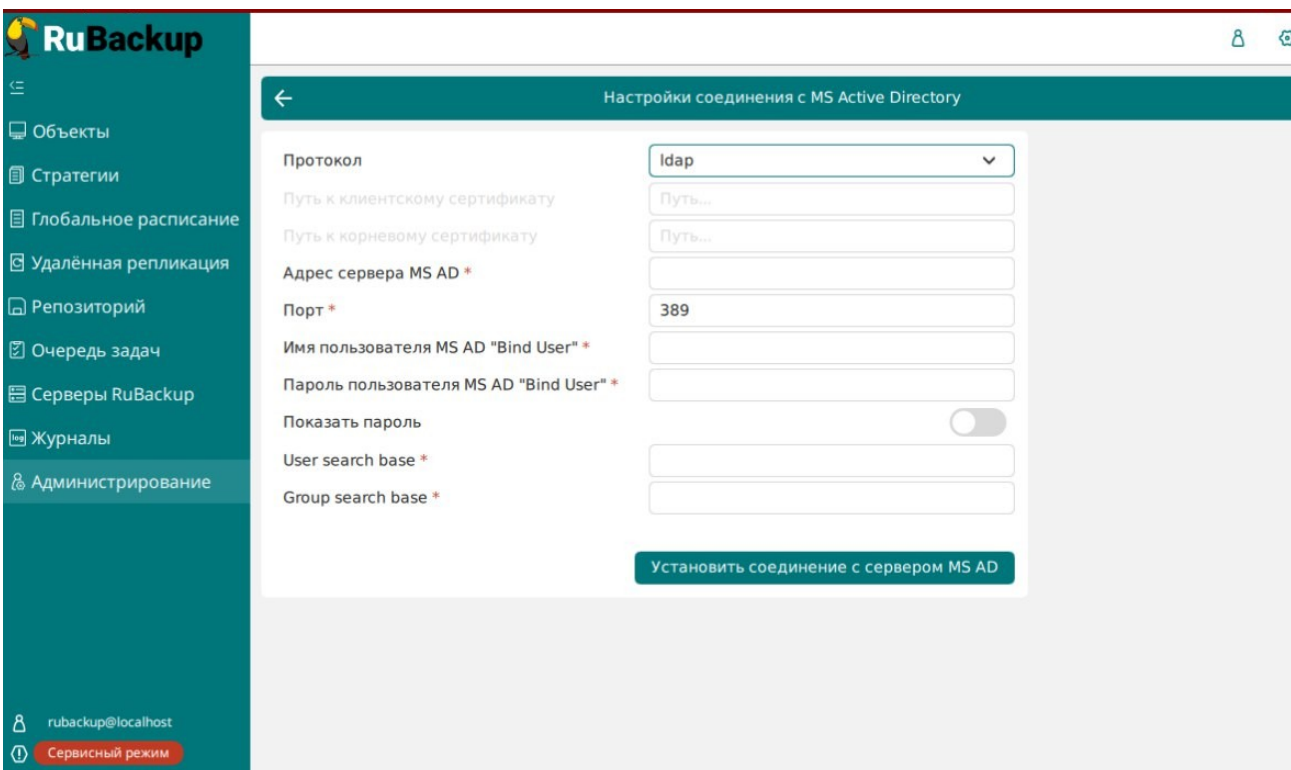 RuBackup
Настройки соединения с MS Active Directory
Объекты
Стратегии
Глобальное расписание
Удалённая репликация
Репозиторий
Очередь задач
Серверы RuBackup
log Журналы
Администрирование
Протокол ldap
Путь к клиентскому сертификату Путь...
Путь к корневому сертификату Путь...
Адрес сервера MS AD *
Порт * 389
Имя пользователя MS AD "Bind User" *
Пароль пользователя MS AD "Bind User" *
Показать пароль
User search base *
Group search base *
Установить соединение с сервером MS AD
rubackup@localhost
Сервисный режим